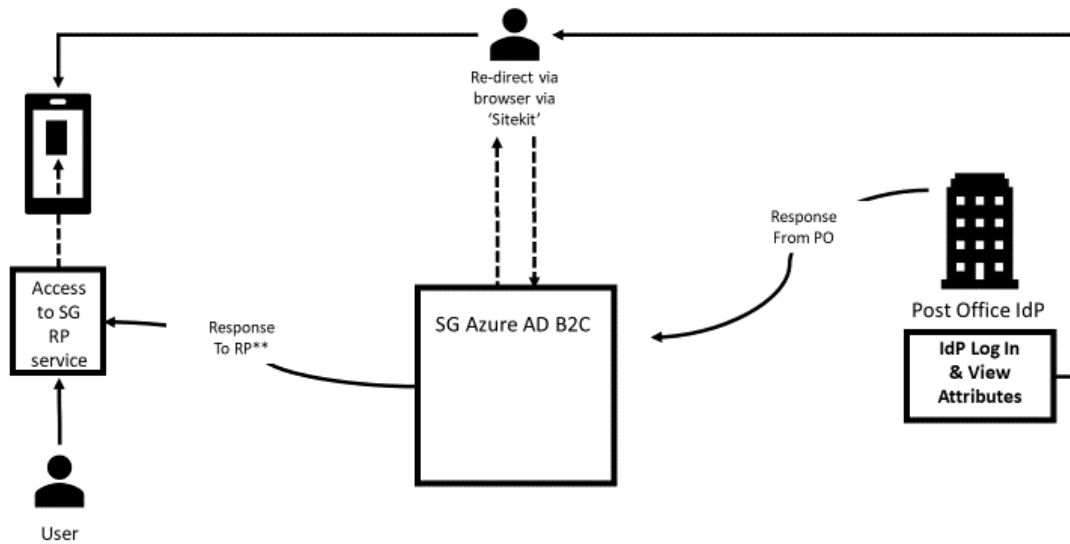 Re-direct via
browser via
‘Sitekit’
Response
From PO
Access
to SG
RP
service
Response
To RP**
SG Azure AD B2C
Post Office IdP
IdP Log In
& View
Attributes
User